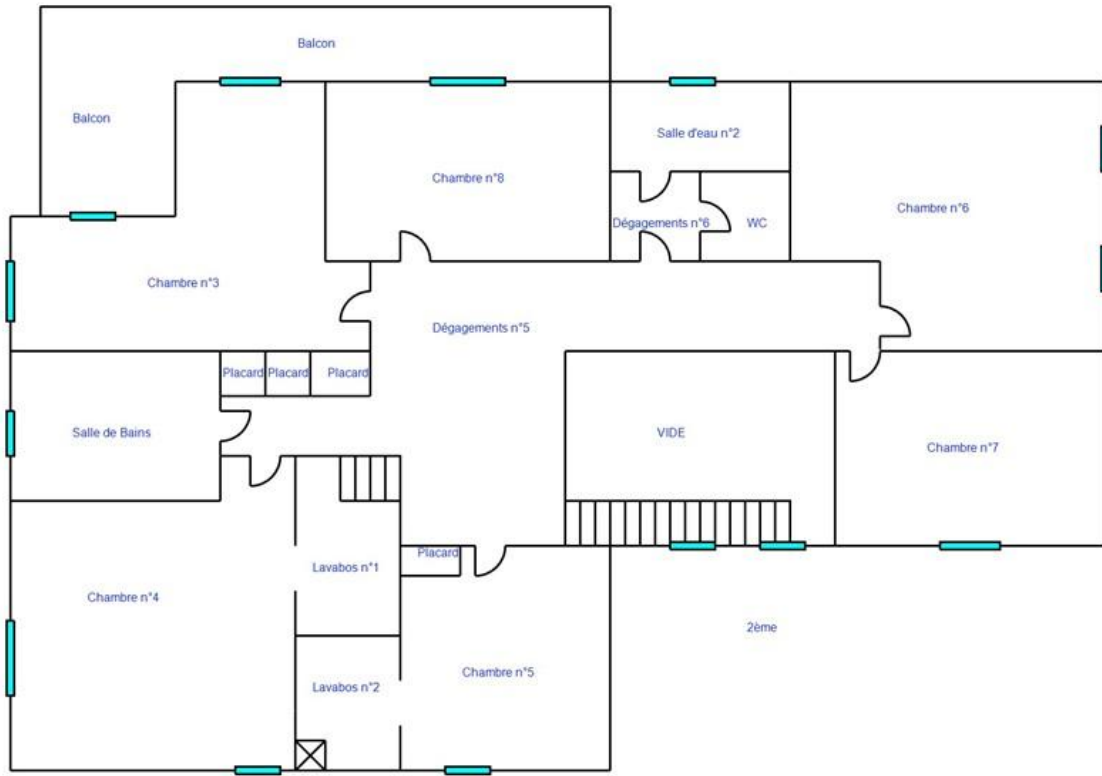 Balcon
Balcon
Salle d'eau n°2
Chambre n°8
Chambre n°6
Dégagements n°6
WC
Chambre n°3
Dégagements n°5
Placard
Placard
Placard
Salle de Bains
VIDE
Chambre n°7
Placard
Lavabos n°1
Chambre n°4
2ème
Chambre n°5
Lavabos n°2